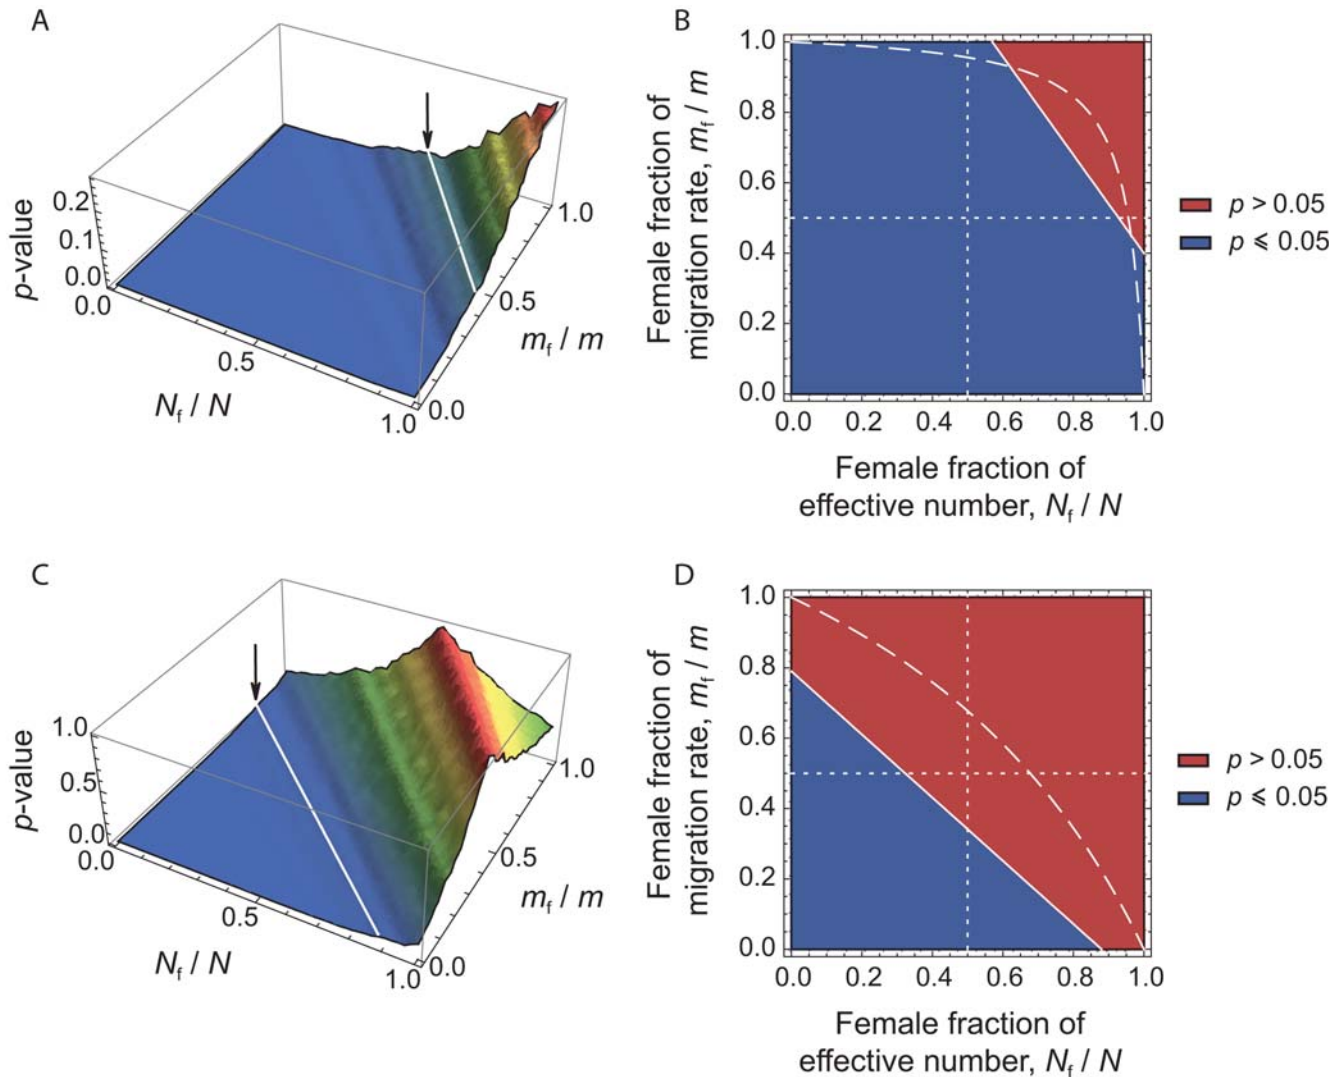 A
p-value
0.2
0.1
0.0
0.0
0.5
1.0
N_f / N
0.0
0.5
1.0
m_f / m
B
Female fraction of
migration rate, m_f / m
1.0
0.8
0.6
0.4
0.2
0.0
0.0 0.2 0.4 0.6 0.8 1.0
Female fraction of
effective number, N_f / N
p > 0.05
p ⩽ 0.05
C
p-value
1.0
0.5
0.0
0.0
0.5
1.0
N_f / N
0.0
0.5
1.0
m_f / m
D
Female fraction of
migration rate, m_f / m
1.0
0.8
0.6
0.4
0.2
0.0
0.0 0.2 0.4 0.6 0.8 1.0
Female fraction of
effective number, N_f / N
p > 0.05
p ⩽ 0.05